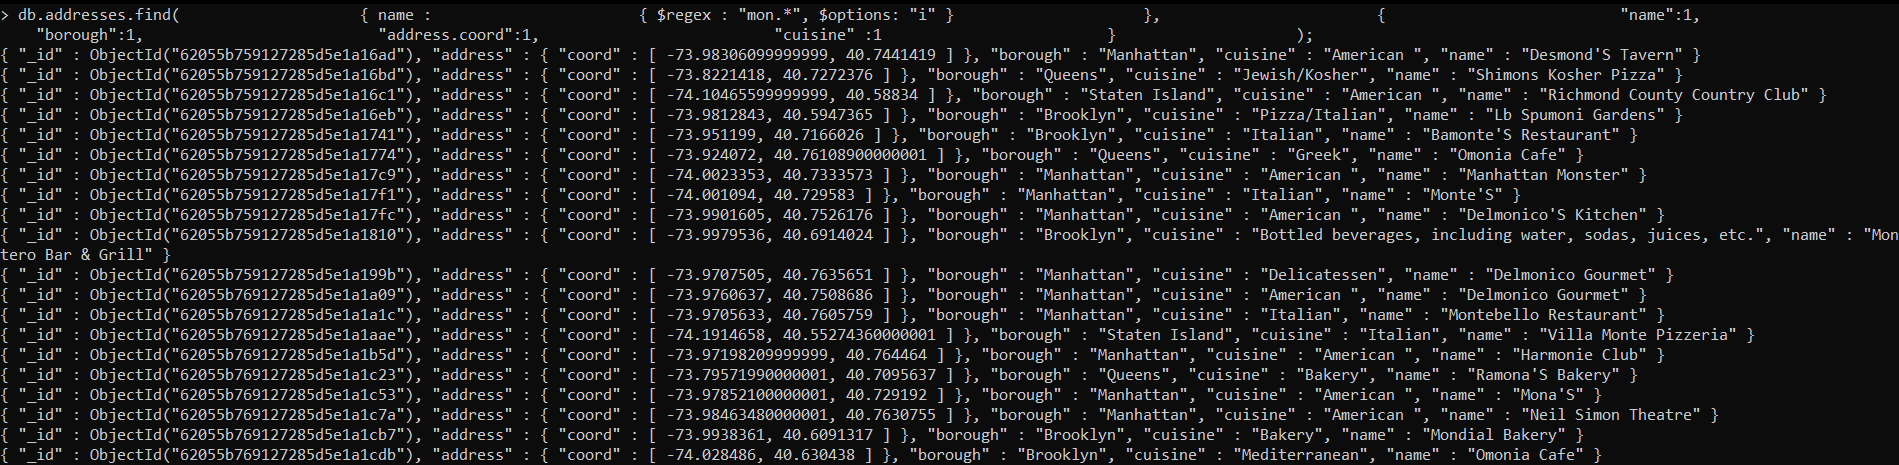 > db.addresses.find( { name : { $regex : "mon.*", $options: "i" } }, { "name":1,
"borough":1, "address.coord":1, "cuisine" :1 } );
{ "_id" : ObjectId("62055b759127285d5e1a16ad"), "address" : { "coord" : [ -73.98306099999999, 40.7441419 ] }, "borough" : "Manhattan", "cuisine" : "American ", "name" : "Desmond'S Tavern" }
{ "_id" : ObjectId("62055b759127285d5e1a16bd"), "address" : { "coord" : [ -73.8221418, 40.7272376 ] }, "borough" : "Queens", "cuisine" : "Jewish/Kosher", "name" : "Shimons Kosher Pizza" }
{ "_id" : ObjectId("62055b759127285d5e1a16c1"), "address" : { "coord" : [ -74.10465599999999, 40.58834 ] }, "borough" : "Staten Island", "cuisine" : "American ", "name" : "Richmond County Country Club" }
{ "_id" : ObjectId("62055b759127285d5e1a16eb"), "address" : { "coord" : [ -73.9812843, 40.5947365 ] }, "borough" : "Brooklyn", "cuisine" : "Pizza/Italian", "name" : "Lb Spumoni Gardens" }
{ "_id" : ObjectId("62055b759127285d5e1a1741"), "address" : { "coord" : [ -73.951199, 40.7166026 ] }, "borough" : "Brooklyn", "cuisine" : "Italian", "name" : "Bamonte'S Restaurant" }
{ "_id" : ObjectId("62055b759127285d5e1a1774"), "address" : { "coord" : [ -73.924072, 40.76108900000001 ] }, "borough" : "Queens", "cuisine" : "Greek", "name" : "Omonia Cafe" }
{ "_id" : ObjectId("62055b759127285d5e1a17c9"), "address" : { "coord" : [ -74.0023353, 40.7333573 ] }, "borough" : "Manhattan", "cuisine" : "American ", "name" : "Manhattan Monster" }
{ "_id" : ObjectId("62055b759127285d5e1a17f1"), "address" : { "coord" : [ -74.001094, 40.729583 ] }, "borough" : "Manhattan", "cuisine" : "Italian", "name" : "Monte'S" }
{ "_id" : ObjectId("62055b759127285d5e1a17fc"), "address" : { "coord" : [ -73.9901605, 40.7526176 ] }, "borough" : "Manhattan", "cuisine" : "American ", "name" : "Delmonico'S Kitchen" }
{ "_id" : ObjectId("62055b759127285d5e1a1810"), "address" : { "coord" : [ -73.9979536, 40.6914024 ] }, "borough" : "Brooklyn", "cuisine" : "Bottled beverages, including water, sodas, juices, etc.", "name" : "Mon
tero Bar & Grill" }
{ "_id" : ObjectId("62055b759127285d5e1a199b"), "address" : { "coord" : [ -73.9707505, 40.7635651 ] }, "borough" : "Manhattan", "cuisine" : "Delicatessen", "name" : "Delmonico Gourmet" }
{ "_id" : ObjectId("62055b769127285d5e1a1a09"), "address" : { "coord" : [ -73.9760637, 40.7508686 ] }, "borough" : "Manhattan", "cuisine" : "American ", "name" : "Delmonico Gourmet" }
{ "_id" : ObjectId("62055b769127285d5e1a1a1c"), "address" : { "coord" : [ -73.9705633, 40.7605759 ] }, "borough" : "Manhattan", "cuisine" : "Italian", "name" : "Montebello Restaurant" }
{ "_id" : ObjectId("62055b769127285d5e1a1aae"), "address" : { "coord" : [ -74.1914658, 40.55274360000001 ] }, "borough" : "Staten Island", "cuisine" : "Italian", "name" : "Villa Monte Pizzeria" }
{ "_id" : ObjectId("62055b769127285d5e1a1b5d"), "address" : { "coord" : [ -73.97198209999999, 40.764464 ] }, "borough" : "Manhattan", "cuisine" : "American ", "name" : "Harmonie Club" }
{ "_id" : ObjectId("62055b769127285d5e1a1c23"), "address" : { "coord" : [ -73.79571990000001, 40.7095637 ] }, "borough" : "Queens", "cuisine" : "Bakery", "name" : "Ramona'S Bakery" }
{ "_id" : ObjectId("62055b769127285d5e1a1c53"), "address" : { "coord" : [ -73.97852100000001, 40.729192 ] }, "borough" : "Manhattan", "cuisine" : "American ", "name" : "Mona'S" }
{ "_id" : ObjectId("62055b769127285d5e1a1c7a"), "address" : { "coord" : [ -73.98463480000001, 40.7630755 ] }, "borough" : "Manhattan", "cuisine" : "American ", "name" : "Neil Simon Theatre" }
{ "_id" : ObjectId("62055b769127285d5e1a1cb7"), "address" : { "coord" : [ -73.9938361, 40.6091317 ] }, "borough" : "Brooklyn", "cuisine" : "Bakery", "name" : "Mondial Bakery" }
{ "_id" : ObjectId("62055b769127285d5e1a1cdb"), "address" : { "coord" : [ -74.028486, 40.630438 ] }, "borough" : "Brooklyn", "cuisine" : "Mediterranean", "name" : "Omonia Cafe" }